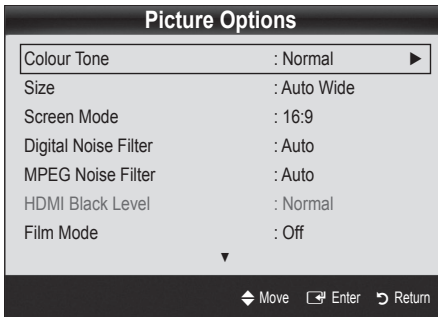 Picture Options
Colour Tone : Normal ▶
Size : Auto Wide
Screen Mode : 16:9
Digital Noise Filter : Auto
MPEG Noise Filter : Auto
HDMI Black Level : Normal
Film Mode : Off
▼
Move Enter Return